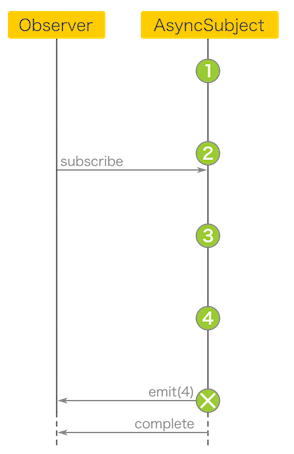 Observer AsyncSubject
1
2
subscribe
3
4
emit(4)
complete